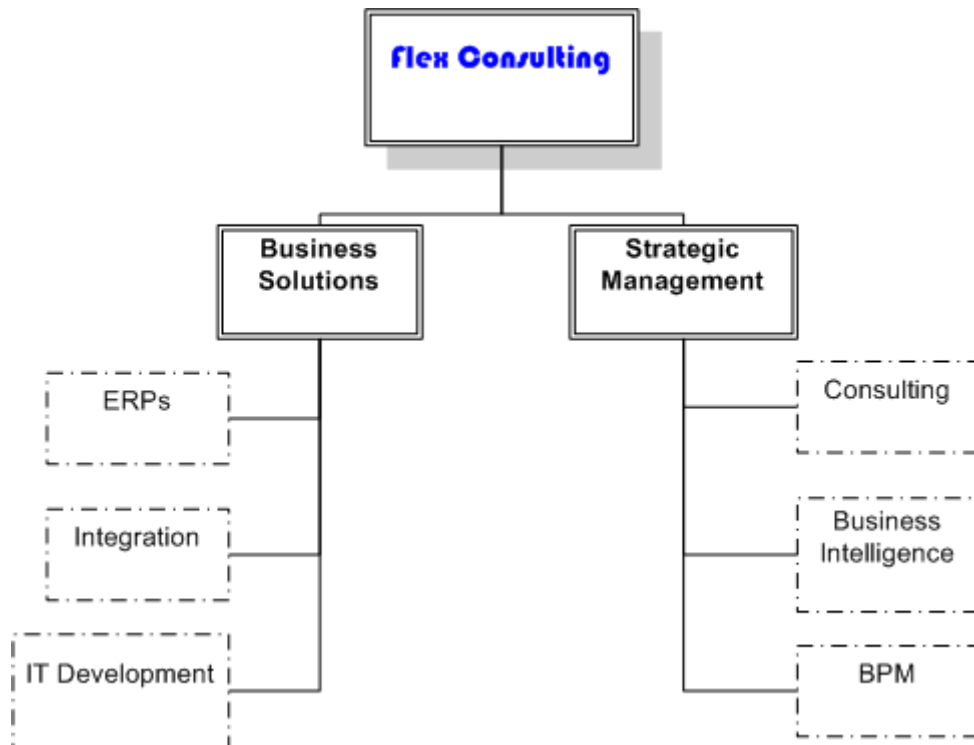 Flex Consulting
Business
Solutions
Strategic
Management
ERPs
Integration
IT Development
Consulting
Business
Intelligence
BPM